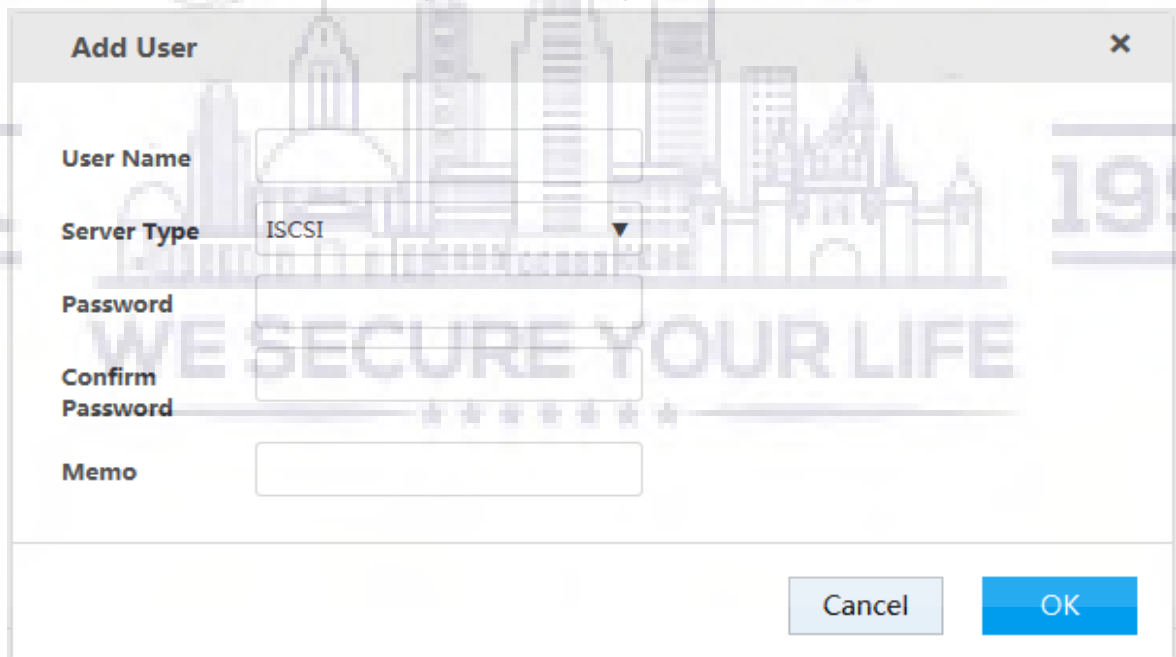 Add User ×
User Name
Server Type ISCSI ▼
Password
WE SECURE YOUR LIFE
Confirm
Password
Memo
Cancel OK